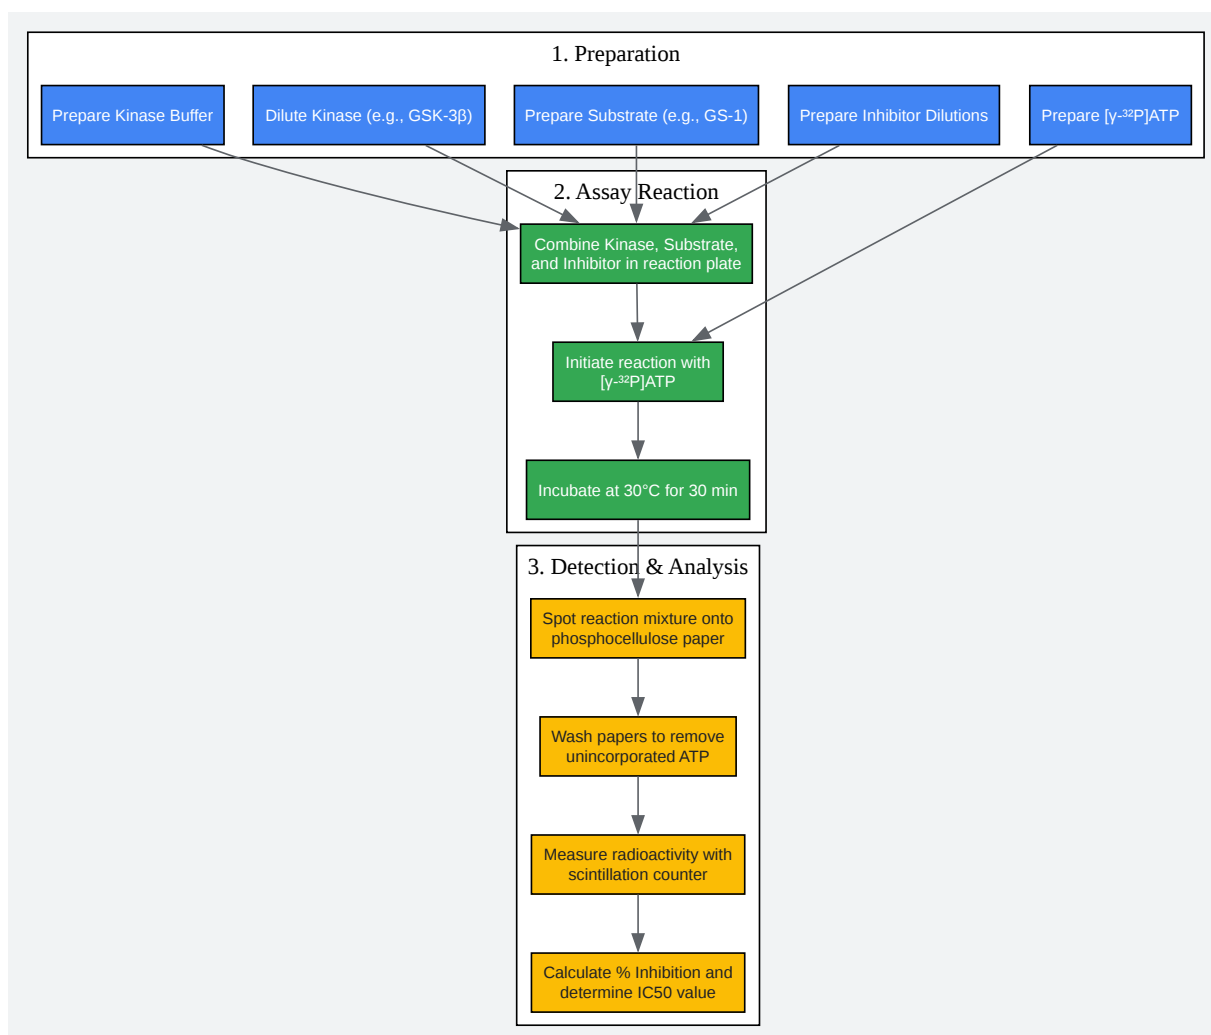 1. Preparation
Prepare Kinase Buffer
Dilute Kinase (e.g., GSK-3β)
Prepare Substrate (e.g., GS-1)
Prepare Inhibitor Dilutions
Prepare [γ-³²P]ATP
2. Assay Reaction
Combine Kinase, Substrate,
and Inhibitor in reaction plate
Initiate reaction with
[γ-³²P]ATP
Incubate at 30°C for 30 min
3. Detection & Analysis
Spot reaction mixture onto
phosphocellulose paper
Wash papers to remove
unincorporated ATP
Measure radioactivity with
scintillation counter
Calculate % Inhibition and
determine IC50 value